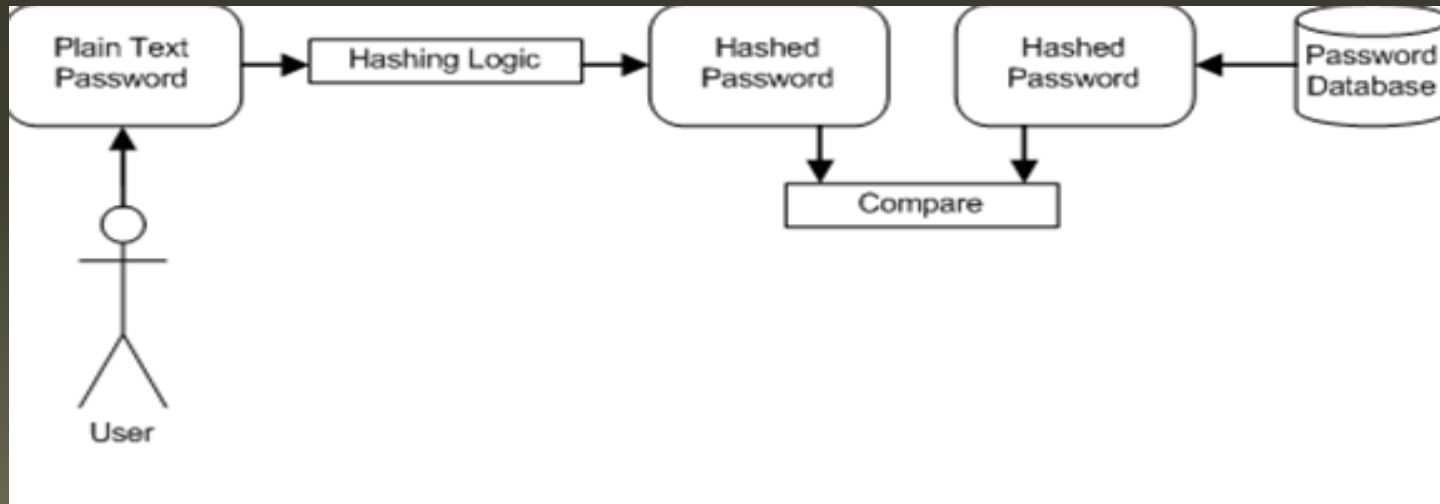 Plain Text
Password
Hashing Logic
Hashed
Password
Hashed
Password
Password
Database
Compare
User